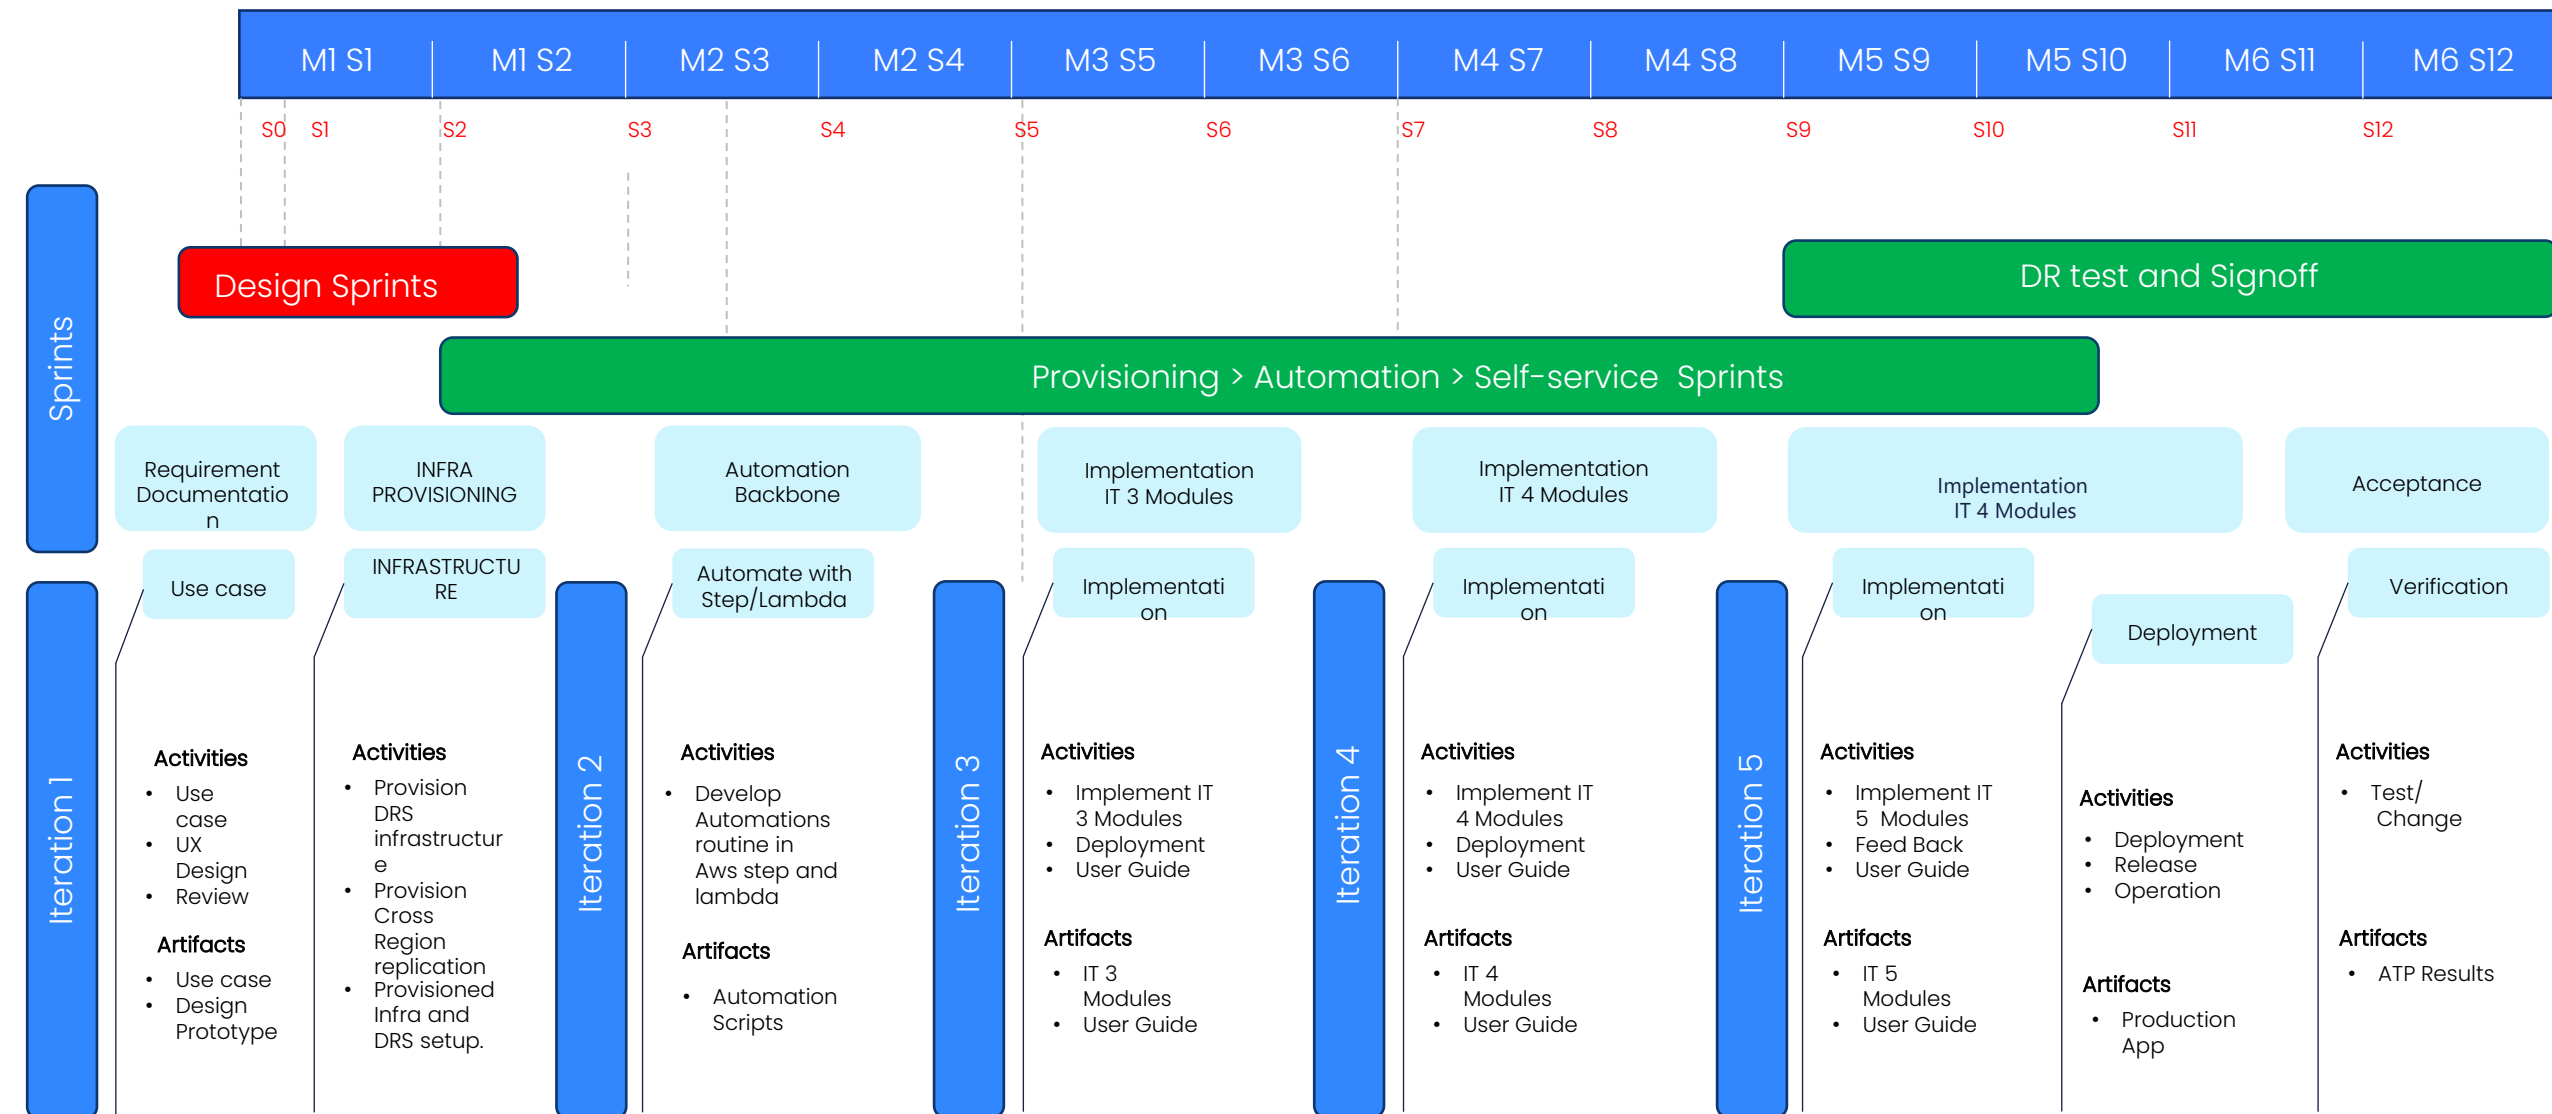 M1 S1
M1 S2
M2 S3
M2 S4
M3 S5
M3 S6
M4 S7
M4 S8
M5 S9
M5 S10
M6 S11
M6 S12
S0
S1
S2
S3
S4
S5
S6
S7
S8
S9
S10
S11
S12
Sprints
Design Sprints
DR test and Signoff
Provisioning > Automation > Self-service  Sprints
Requirement
Documentatio
n
INFRA
PROVISIONING
Automation
Backbone
Implementation
IT 3 Modules
Implementation
IT 4 Modules
Implementation
IT 4 Modules
Acceptance
Iteration 1
Use case
Activities
• Use
case
• UX
Design
• Review
Artifacts
• Use case
• Design
Prototype
INFRASTRUCTU
RE
Activities
• Provision
DRS
infrastructur
e
• Provision
Cross
Region
replication
• Provisioned
Infra and
DRS setup.
Iteration 2
Automate with
Step/Lambda
Activities
• Develop
Automations
routine in
Aws step and
lambda
Artifacts
• Automation
Scripts
Iteration 3
Implementati
on
Activities
• Implement IT
3 Modules
• Deployment
• User Guide
Artifacts
• IT 3
Modules
• User Guide
Iteration 4
Implementati
on
Activities
• Implement IT
4 Modules
• Deployment
• User Guide
Artifacts
• IT 4
Modules
• User Guide
Iteration 5
Implementati
on
Activities
• Implement IT
5  Modules
• Feed Back
• User Guide
Artifacts
• IT 5
Modules
• User Guide
Deployment
Activities
• Deployment
• Release
• Operation
Artifacts
• Production
App
Verification
Activities
• Test/
Change
Artifacts
• ATP Results